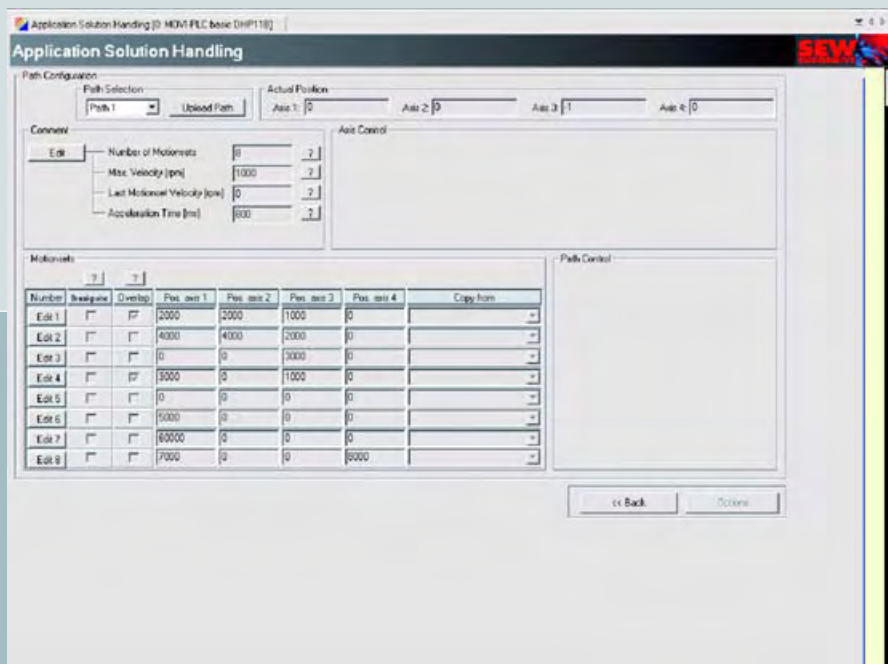 Application Solution Handling [0: MOVI-PLC basic DHP11B]
Application Solution Handling
SEW
Path Configuration
Path Selection
Actual Position
Path 1 Upload Path Axis 1: 0 Axis 2: 0 Axis 3: -1 Axis 4: 0
Comment
Axis Control
Edit Number of Motionsets 8 ?
Max. Velocity [rpm] 1000 ?
Last Motionset Velocity [rpm] 0 ?
Acceleration Time [ms] 800 ?
Motionsets
Path Control
? ?
Number Breakpoint Overlap Pos. axis 1 Pos. axis 2 Pos. axis 3 Pos. axis 4 Copy from
Edit 1 2000 2000 1000 0
Edit 2 4000 4000 2000 0
Edit 3 0 0 3000 0
Edit 4 3000 0 1000 0
Edit 5 0 0 0 0
Edit 6 5000 0 0 0
Edit 7 60000 0 0 0
Edit 8 7000 0 0 8000
<< Back Options